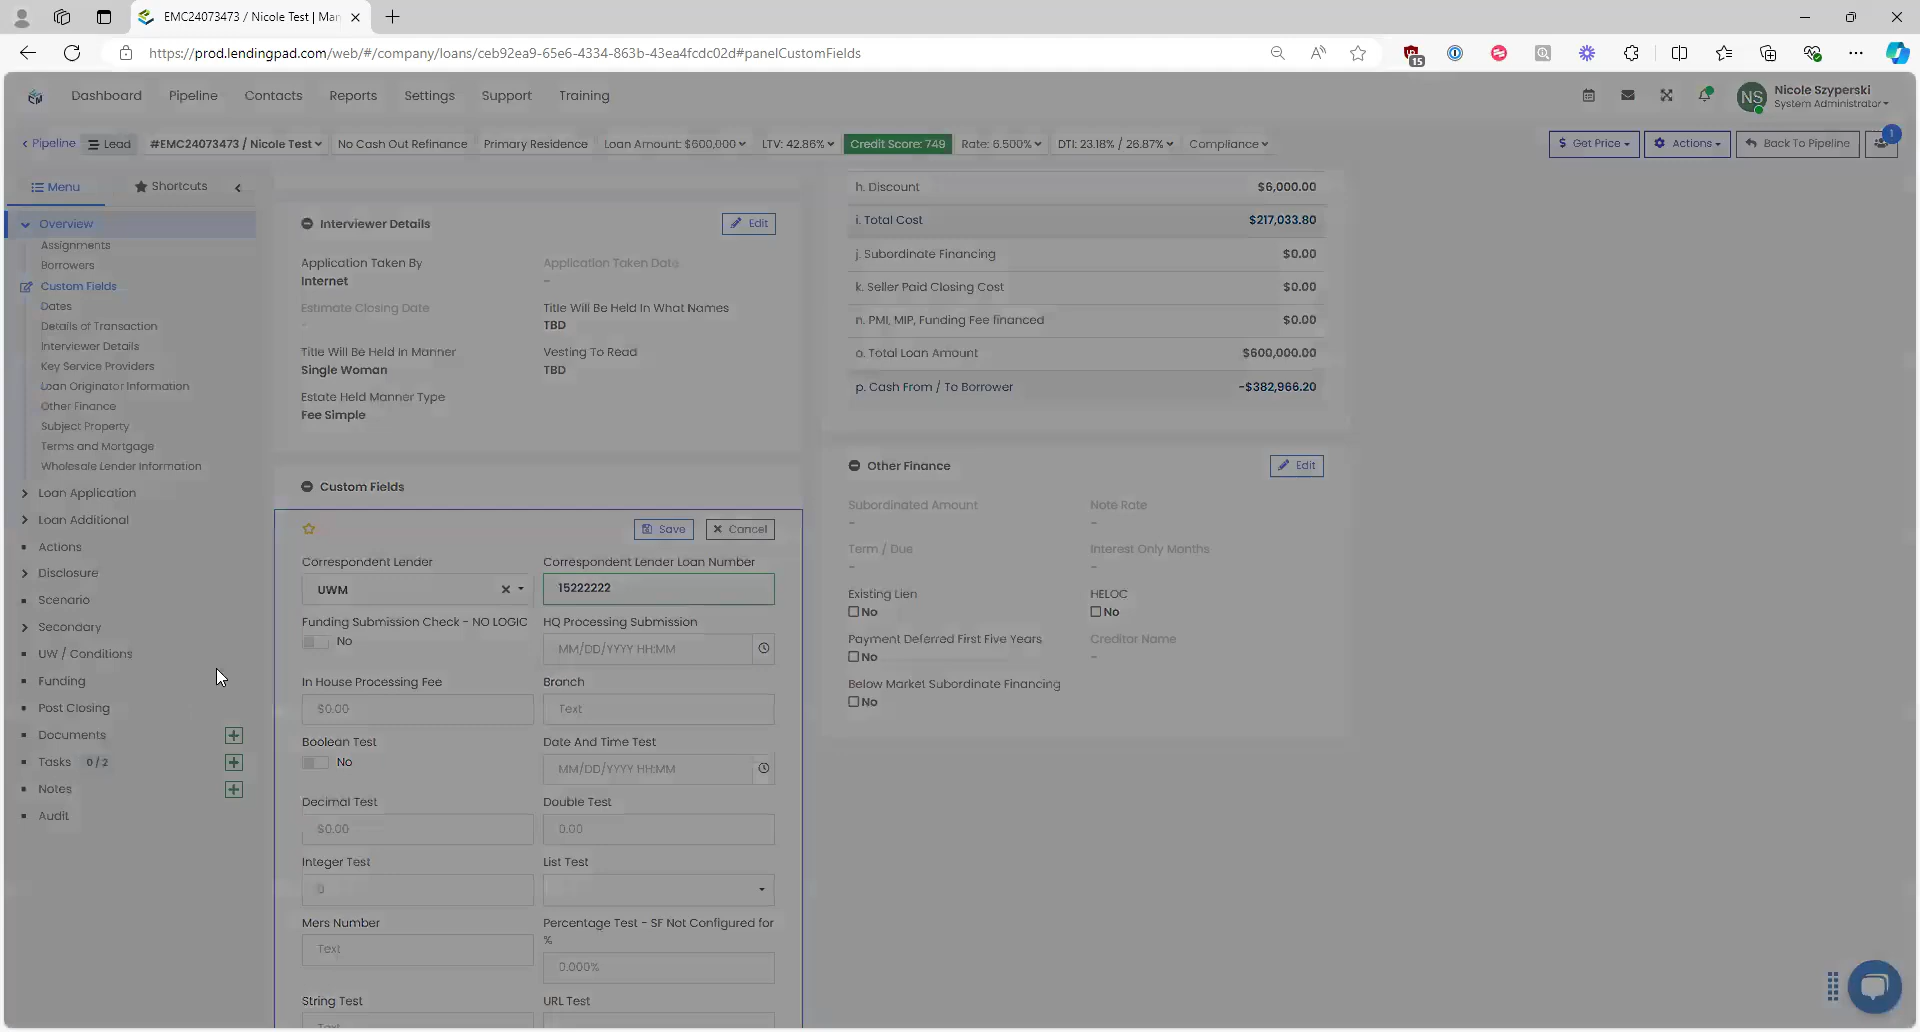 EMC24073473 / Nicole Test | Man
https://prod.lendingpad.com/web/#/company/loans/ceb92ea9-65e6-4334-863b-43ea4fcdc02d#panelCustomFields
15
Dashboard Pipeline Contacts Reports Settings Support Training
NS Nicole Szyperski
System Administrator
Pipeline Lead #EMC24073473 / Nicole Test No Cash Out Refinance Primary Residence Loan Amount: $600,000 LTV: 42.86% Credit Score: 749 Rate: 6.500% DTI: 23.18% / 26.87% Compliance $ Get Price Actions Back To Pipeline 1
Menu Shortcuts
Overview
Assignments
Borrowers
Custom Fields
Dates
Details of Transaction
Interviewer Details
Key Service Providers
Loan Originator Information
Other Finance
Subject Property
Terms and Mortgage
Wholesale Lender Information
Loan Application
Loan Additional
Actions
Disclosure
Scenario
Secondary
UW / Conditions
Funding
Post Closing
Documents
Tasks 0 / 2
Notes
Audit
Interviewer Details Edit
Application Taken By Application Taken Date
Internet -
Estimate Closing Date Title Will Be Held In What Names
- TBD
Title Will Be Held In Manner Vesting To Read
Single Woman TBD
Estate Held Manner Type
Fee Simple
Custom Fields
Save Cancel
Correspondent Lender Correspondent Lender Loan Number
UWM 15222222
Funding Submission Check - NO LOGIC HQ Processing Submission
No MM/DD/YYYY HH:MM
In House Processing Fee Branch
$0.00 Text
Boolean Test Date And Time Test
No MM/DD/YYYY HH:MM
Decimal Test Double Test
$0.00 0.00
Integer Test List Test
0
Mers Number Percentage Test - SF Not Configured for
%
Text 0.000%
String Test URL Test
Text
h. Discount $6,000.00
i. Total Cost $217,033.80
j. Subordinate Financing $0.00
k. Seller Paid Closing Cost $0.00
n. PMI, MIP, Funding Fee financed $0.00
o. Total Loan Amount $600,000.00
p. Cash From / To Borrower -$382,966.20
Other Finance Edit
Subordinated Amount Note Rate
- -
Term / Due Interest Only Months
- -
Existing Lien HELOC
No No
Payment Deferred First Five Years Creditor Name
No -
Below Market Subordinate Financing
No